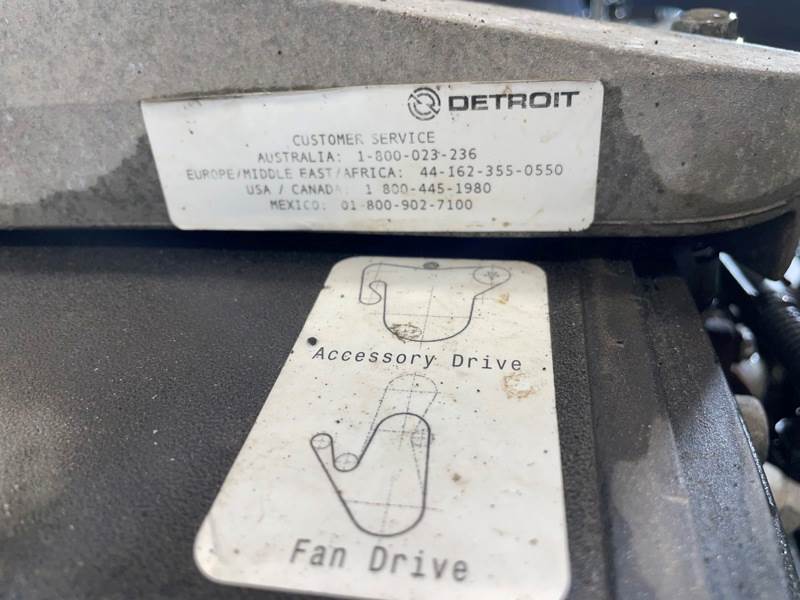 DETROIT
CUSTOMER SERVICE
AUSTRALIA: 1-800-023-236
EUROPE/MIDDLE EAST/AFRICA: 44-162-355-0550
USA / CANADA: 1 800-445-1980
MEXICO: 01-800-902-7100
Accessory Drive
Fan Drive